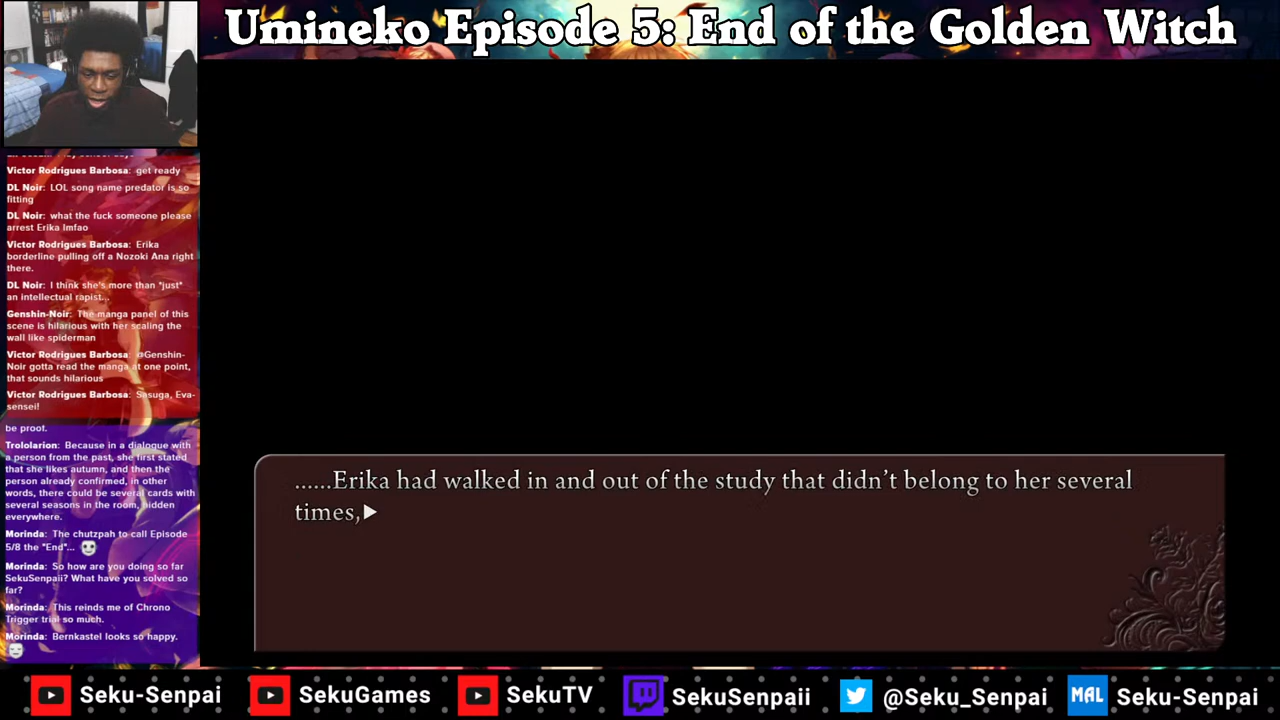 Umineko Episode 5: End of the Golden Witch
Victor Rodrigues Barbosa: get ready
DL Noir: LOL song name predator is so
fitting
DL Noir: what the fuck someone please
arrest Erika lmfao
Victor Rodrigues Barbosa: Erika
borderline pulling off a Nozoki Ana right
there.
DL Noir: I think she's more than *just*
an intellectual rapist...
Genshin-Noir: The manga panel of this
scene is hilarious with her scaling the
wall like spiderman
Victor Rodrigues Barbosa: @Genshin-
Noir gotta read the manga at one point,
that sounds hilarious
Victor Rodrigues Barbosa: Sasuga, Eva-
sensei!
be proof.
Trololarion: Because in a dialogue with
a person from the past, she first stated
that she likes autumn, and then the
person already confirmed, in other
words, there could be several cards with
several seasons in the room, hidden
everywhere.
Morinda: The chutzpah to call Episode
5/8 the "End"...
Morinda: So how are you doing so far
SekuSenpaii? What have you solved so
far?
Morinda: This reinds me of Chrono
Trigger trial so much.
Morinda: Bernkastel looks so happy.
......Erika had walked in and out of the study that didn't belong to her several
times,
Seku-Senpai
SekuGames
SekuTV
SekuSenpaii
@Seku_Senpai
MAL Seku-Senpai